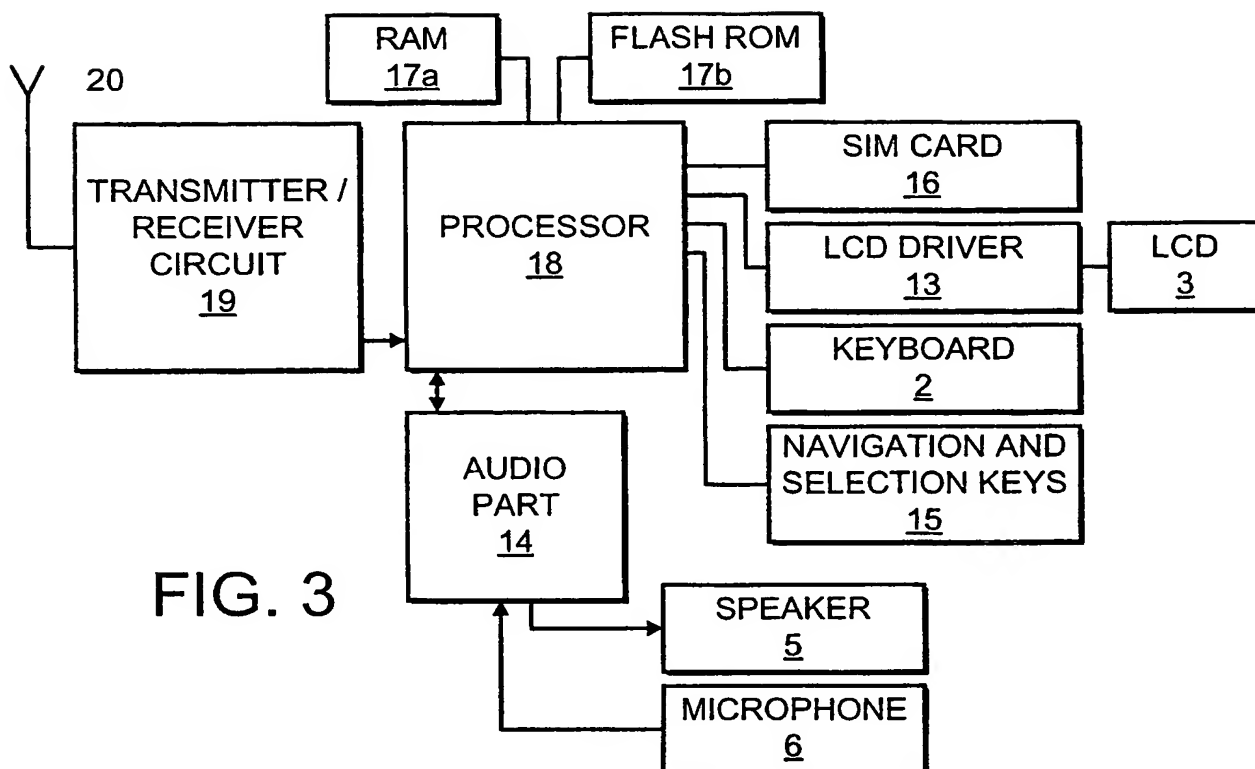 RAM
17a
FLASH ROM
17b
20
TRANSMITTER /
RECEIVER
CIRCUIT
19
PROCESSOR
18
SIM CARD
16
LCD DRIVER
13
LCD
3
KEYBOARD
2
NAVIGATION AND
SELECTION KEYS
15
AUDIO
PART
14
FIG. 3
SPEAKER
5
MICROPHONE
6